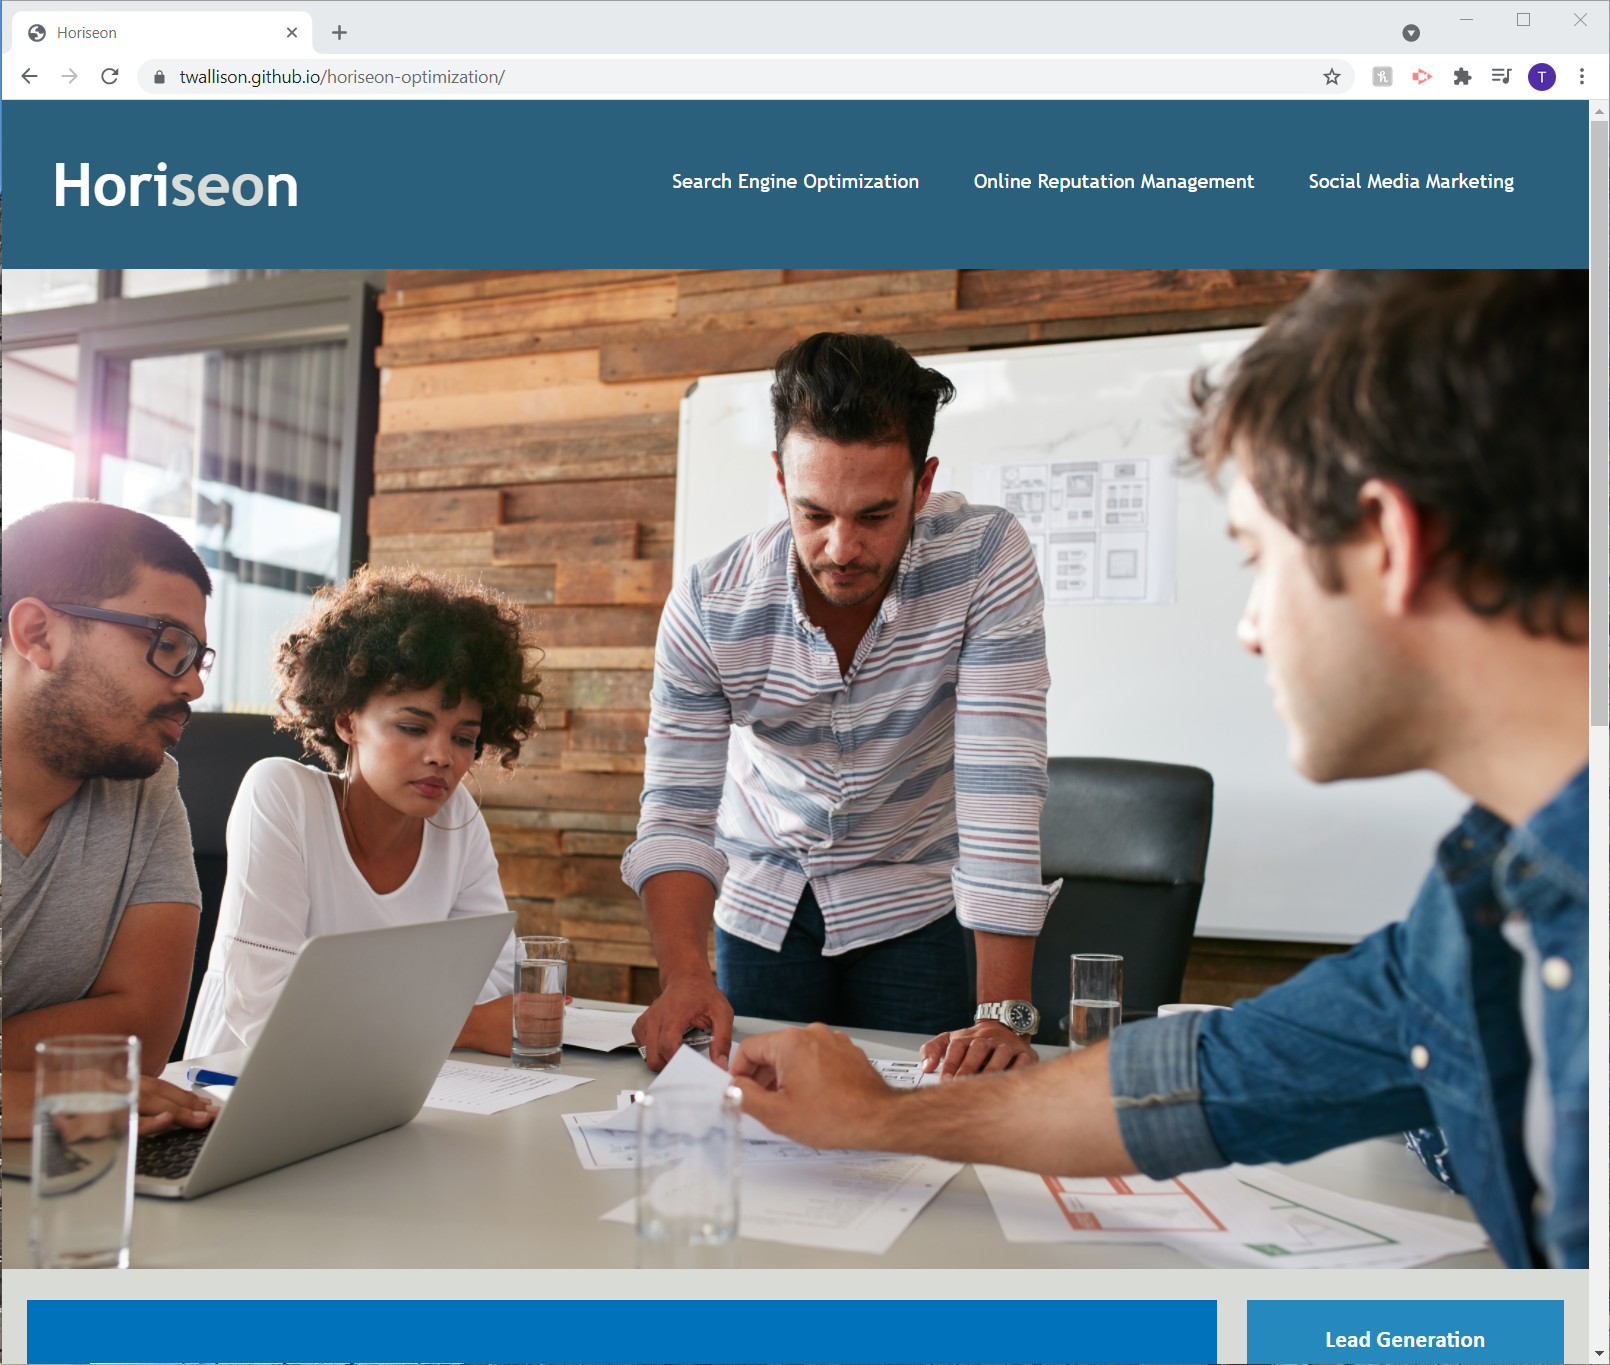 Horiseon
twallison.github.io/horiseon-optimization/
T
Horiseon
Search Engine Optimization
Online Reputation Management
Social Media Marketing
Lead Generation